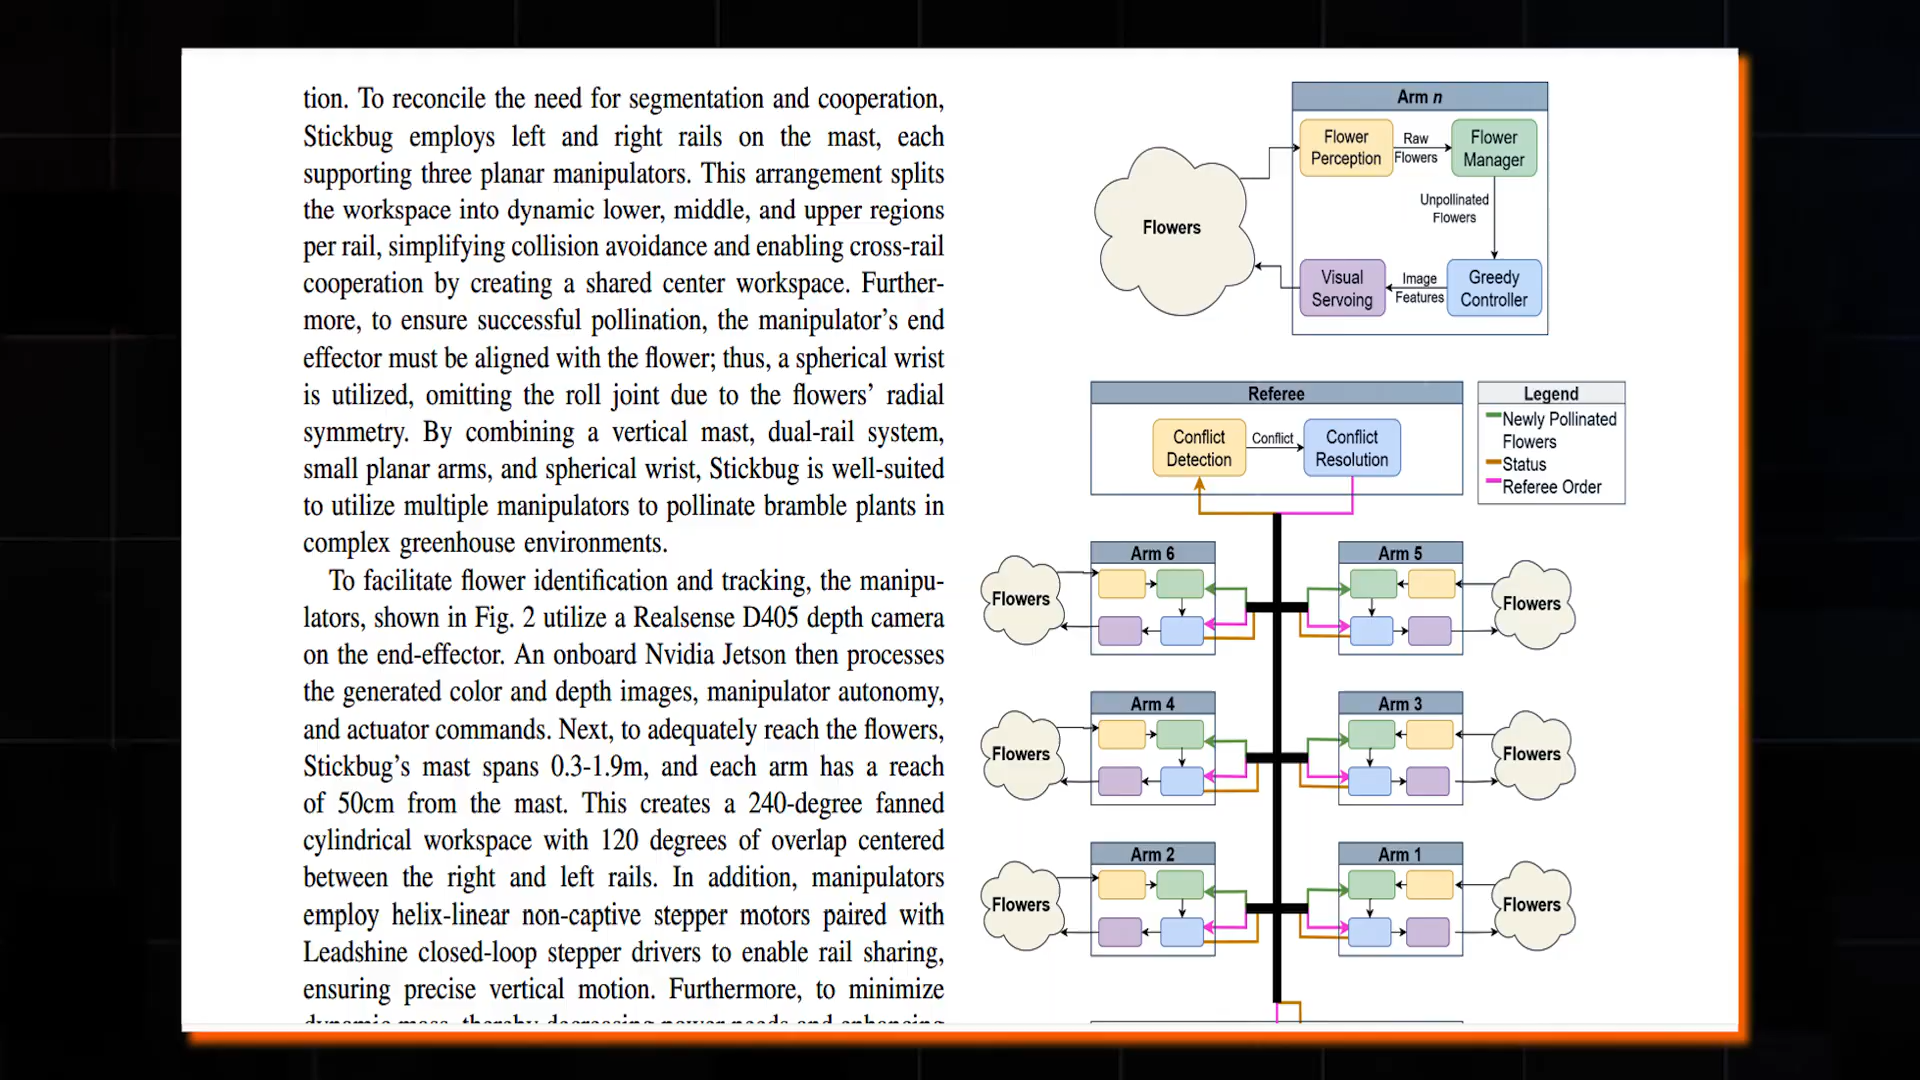 tion. To reconcile the need for segmentation and cooperation,
Stickbug employs left and right rails on the mast, each
supporting three planar manipulators. This arrangement splits
the workspace into dynamic lower, middle, and upper regions
per rail, simplifying collision avoidance and enabling cross-rail
cooperation by creating a shared center workspace. Further-
more, to ensure successful pollination, the manipulator's end
effector must be aligned with the flower; thus, a spherical wrist
is utilized, omitting the roll joint due to the flowers' radial
symmetry. By combining a vertical mast, dual-rail system,
small planar arms, and spherical wrist, Stickbug is well-suited
to utilize multiple manipulators to pollinate bramble plants in
complex greenhouse environments.
To facilitate flower identification and tracking, the manipu-
lators, shown in Fig. 2 utilize a Realsense D405 depth camera
on the end-effector. An onboard Nvidia Jetson then processes
the generated color and depth images, manipulator autonomy,
and actuator commands. Next, to adequately reach the flowers,
Stickbug's mast spans 0.3-1.9m, and each arm has a reach
of 50cm from the mast. This creates a 240-degree fanned
cylindrical workspace with 120 degrees of overlap centered
between the right and left rails. In addition, manipulators
employ helix-linear non-captive stepper motors paired with
Leadshine closed-loop stepper drivers to enable rail sharing,
ensuring precise vertical motion. Furthermore, to minimize
Arm n
Flower
Perception
Raw
Flowers
Flower
Manager
Unpollinated
Flowers
Flowers
Visual
Servoing
Image
Features
Greedy
Controller
Referee
Conflict
Detection
Conflict
Conflict
Resolution
Legend
Newly Pollinated
Flowers
Status
Referee Order
Arm 6
Arm 5
Flowers
Flowers
Arm 4
Arm 3
Flowers
Flowers
Arm 2
Arm 1
Flowers
Flowers